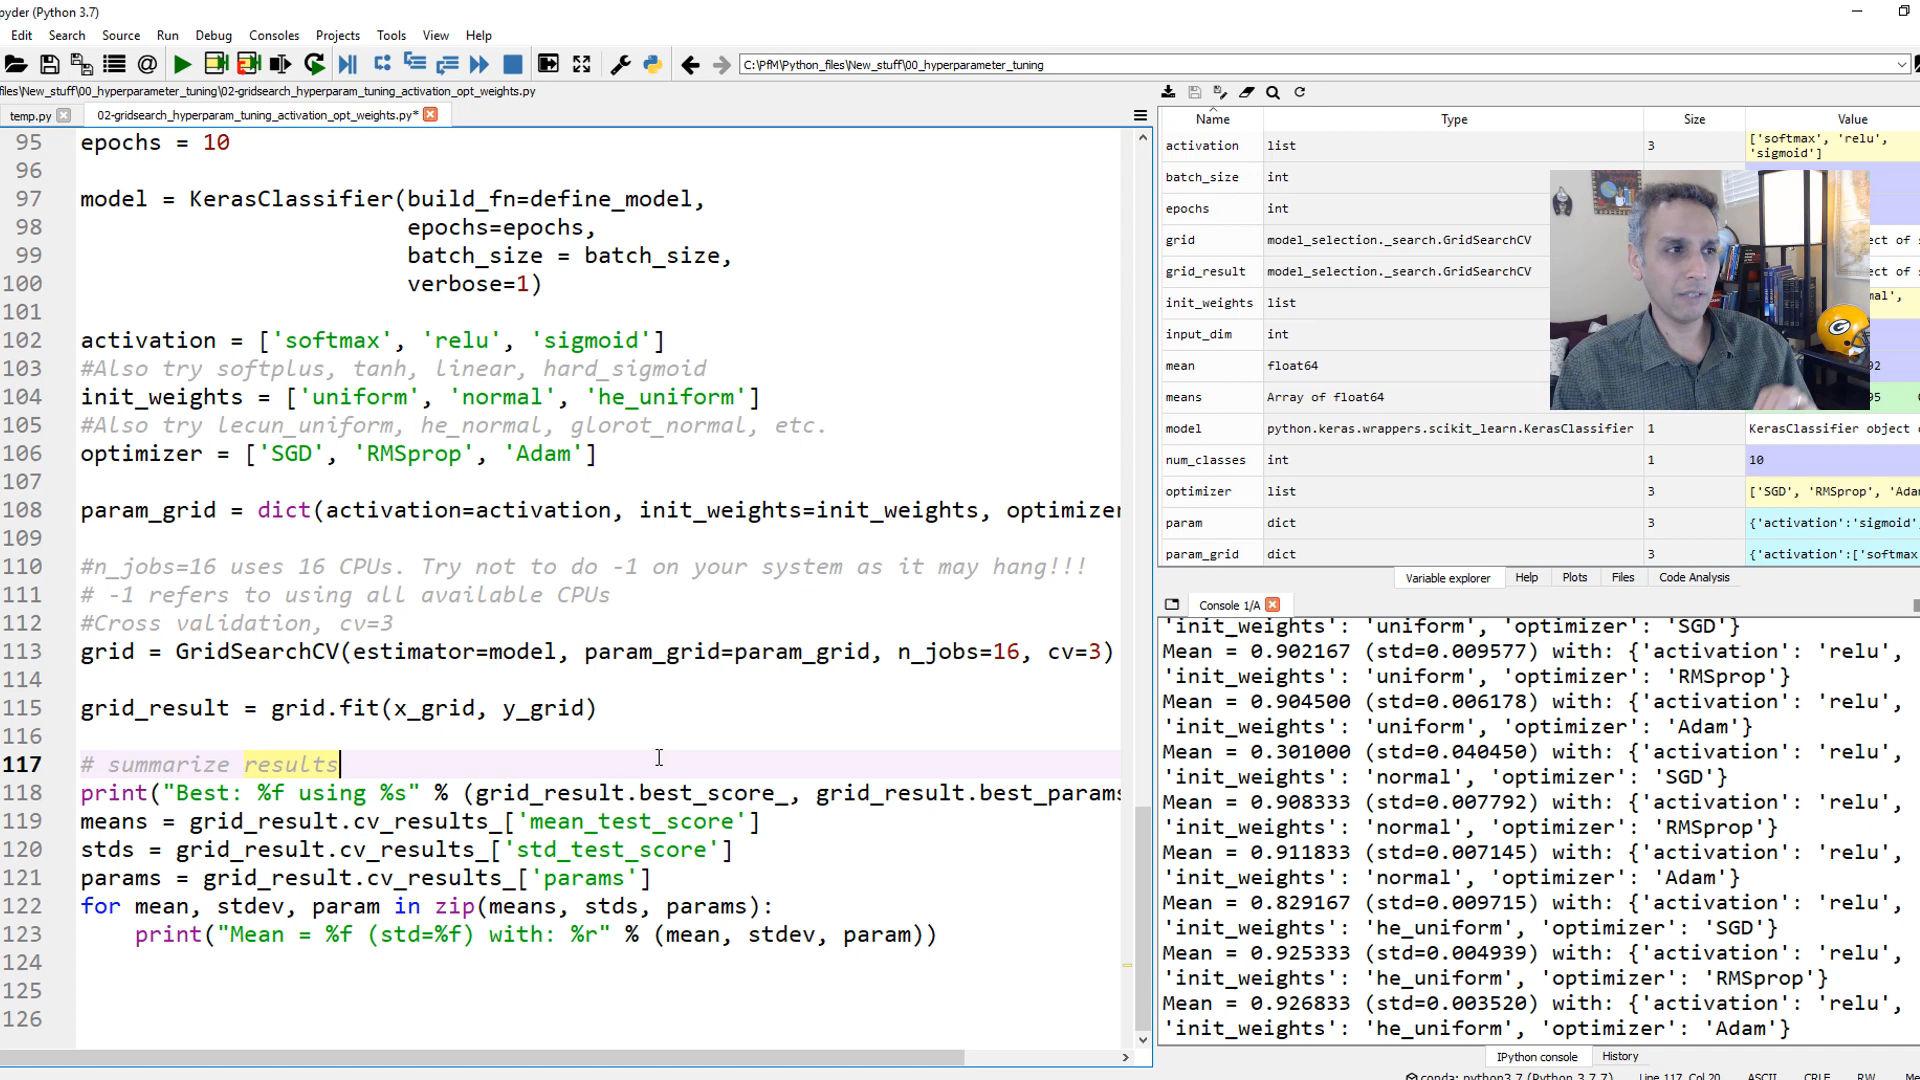 pyder (Python 3.7)
Edit Search Source Run Debug Consoles Projects Tools View Help
C:\PfM\Python_files\New_stuff\00_hyperparameter_tuning
files\New_stuff\00_hyperparameter_tuning\02-gridsearch_hyperparam_tuning_activation_opt_weights.py
temp.py 02-gridsearch_hyperparam_tuning_activation_opt_weights.py*
95 epochs = 10
96
97 model = KerasClassifier(build_fn=define_model,
98 epochs=epochs,
99 batch_size = batch_size,
100 verbose=1)
101
102 activation = ['softmax', 'relu', 'sigmoid']
103 #Also try softplus, tanh, linear, hard_sigmoid
104 init_weights = ['uniform', 'normal', 'he_uniform']
105 #Also try lecun_uniform, he_normal, glorot_normal, etc.
106 optimizer = ['SGD', 'RMSprop', 'Adam']
107
108 param_grid = dict(activation=activation, init_weights=init_weights, optimizer
109
110 #n_jobs=16 uses 16 CPUs. Try not to do -1 on your system as it may hang!!!
111 # -1 refers to using all available CPUs
112 #Cross validation, cv=3
113 grid = GridSearchCV(estimator=model, param_grid=param_grid, n_jobs=16, cv=3)
114
115 grid_result = grid.fit(x_grid, y_grid)
116
117 # summarize results
118 print("Best: %f using %s" % (grid_result.best_score_, grid_result.best_params
119 means = grid_result.cv_results_['mean_test_score']
120 stds = grid_result.cv_results_['std_test_score']
121 params = grid_result.cv_results_['params']
122 for mean, stdev, param in zip(means, stds, params):
123 print("Mean = %f (std=%f) with: %r" % (mean, stdev, param))
124
125
126
Name Type Size Value
activation list 3 ['softmax', 'relu',
'sigmoid']
batch_size int
epochs int
grid model_selection._search.GridSearchCV ect of s
grid_result model_selection._search.GridSearchCV ect of s
init_weights list mal',
input_dim int
mean float64 02
means Array of float64 05
model python.keras.wrappers.scikit_learn.KerasClassifier 1 KerasClassifier object o
num_classes int 1 10
optimizer list 3 ['SGD', 'RMSprop', 'Adam
param dict 3 {'activation':'sigmoid',
param_grid dict 3 {'activation':['softmax
Variable explorer Help Plots Files Code Analysis
Console 1/A
'init_weights': 'uniform', 'optimizer': 'SGD'}
Mean = 0.902167 (std=0.009577) with: {'activation': 'relu',
'init_weights': 'uniform', 'optimizer': 'RMSprop'}
Mean = 0.904500 (std=0.006178) with: {'activation': 'relu',
'init_weights': 'uniform', 'optimizer': 'Adam'}
Mean = 0.301000 (std=0.040450) with: {'activation': 'relu',
'init_weights': 'normal', 'optimizer': 'SGD'}
Mean = 0.908333 (std=0.007792) with: {'activation': 'relu',
'init_weights': 'normal', 'optimizer': 'RMSprop'}
Mean = 0.911833 (std=0.007145) with: {'activation': 'relu',
'init_weights': 'normal', 'optimizer': 'Adam'}
Mean = 0.829167 (std=0.009715) with: {'activation': 'relu',
'init_weights': 'he_uniform', 'optimizer': 'SGD'}
Mean = 0.925333 (std=0.004939) with: {'activation': 'relu',
'init_weights': 'he_uniform', 'optimizer': 'RMSprop'}
Mean = 0.926833 (std=0.003520) with: {'activation': 'relu',
'init_weights': 'he_uniform', 'optimizer': 'Adam'}
IPython console History
conda: python3.7 (Python 3.7.7) Line 117, Col 20 ASCII CRLF RW Me